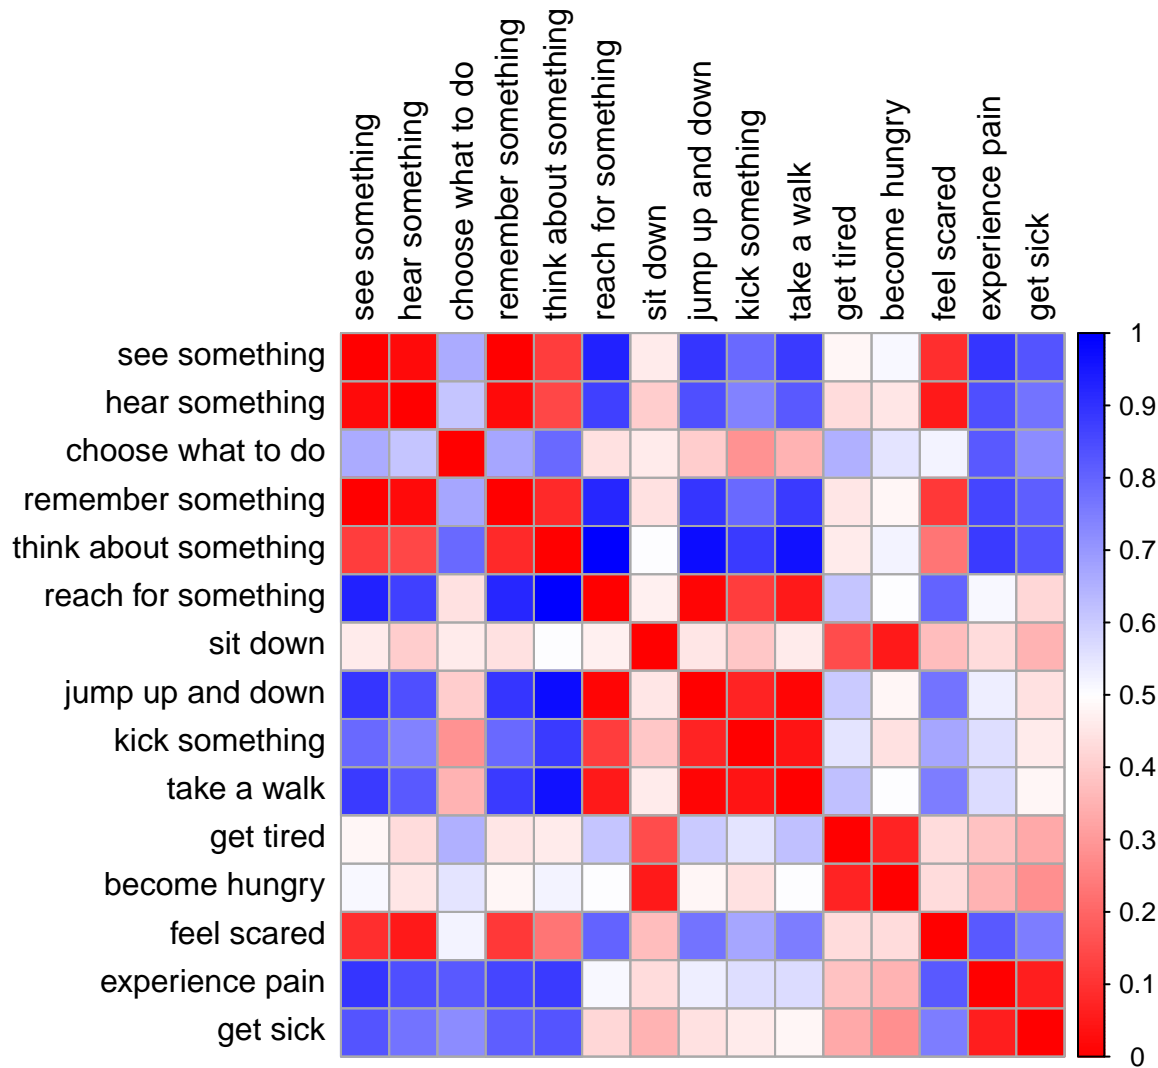 see something
hear something
choose what to do
remember something
think about something
reach for something
sit down
jump up and down
kick something
take a walk
get tired
become hungry
feel scared
experience pain
get sick
see something
hear something
choose what to do
remember something
think about something
reach for something
sit down
jump up and down
kick something
take a walk
get tired
become hungry
feel scared
experience pain
get sick
1
0.9
0.8
0.7
0.6
0.5
0.4
0.3
0.2
0.1
0